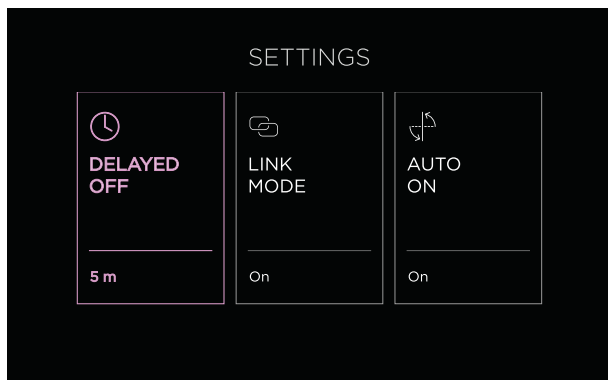 SETTINGS
DELAYED
OFF
5 m
LINK
MODE
On
AUTO
ON
On